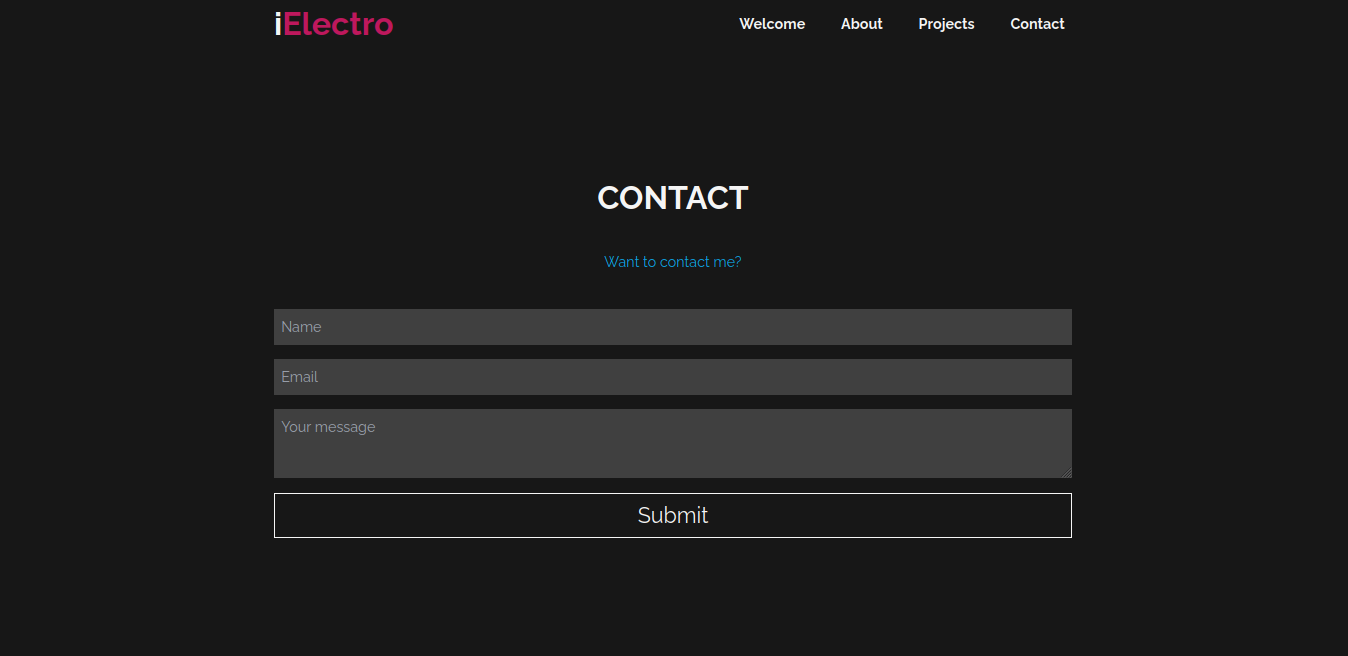 iElectro Welcome About Projects Contact
CONTACT
Want to contact me?
Name
Email
Your message
Submit